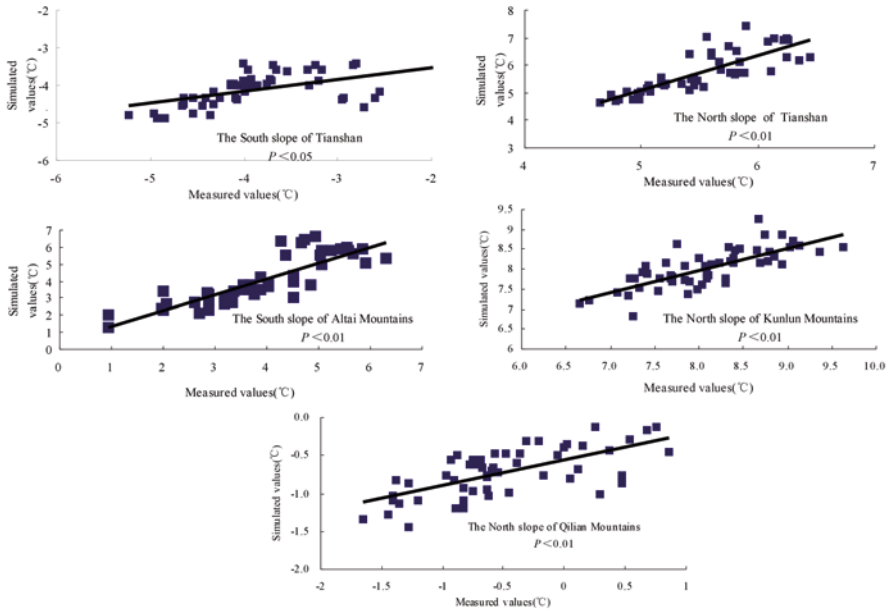 Simulated
values(℃)
-2
-3
-4
-5
-6
The South slope of Tianshan
P＜0.05
-6
-5
-4
-3
-2
Measured values(℃)
Simulated
values(℃)
8
7
6
5
4
3
The North slope of Tianshan
P＜0.01
4
5
6
7
Measured values(℃)
Simulated
values(℃)
7
6
5
4
3
2
1
0
The South slope of Altai Mountains
P＜0.01
0
1
2
3
4
5
6
7
Measured values(℃)
Simulated values(℃)
9.5
9
8.5
8
7.5
7
6.5
6
The North slope of Kunlun Mountains
P＜0.01
6.0
6.5
7.0
7.5
8.0
8.5
9.0
9.5
10.0
Measured values(℃)
Simulated values(℃)
0.0
-0.5
-1.0
-1.5
-2.0
The North slope of Qilian Mountains
P＜0.01
-2
-1.5
-1
-0.5
0
0.5
1
Measured values(℃)